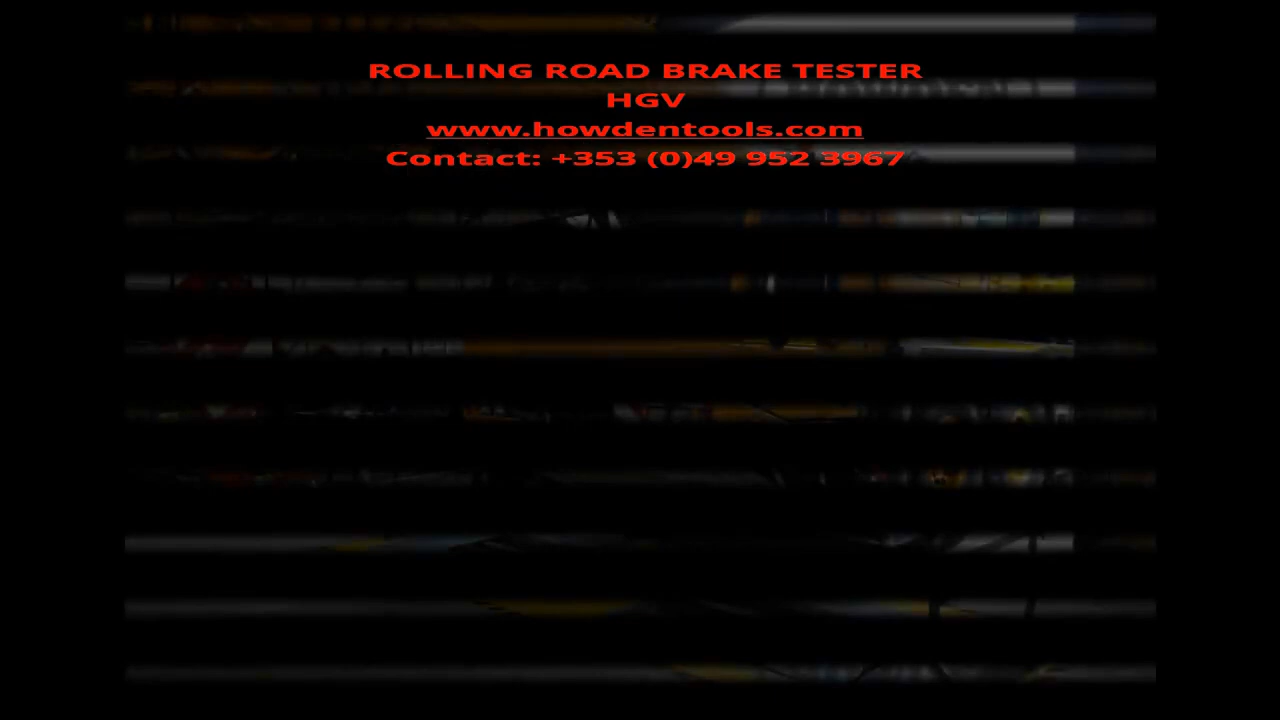 ROLLING ROAD BRAKE TESTER
HGV
www.howdentools.com
Contact: +353 (0)49 952 3967